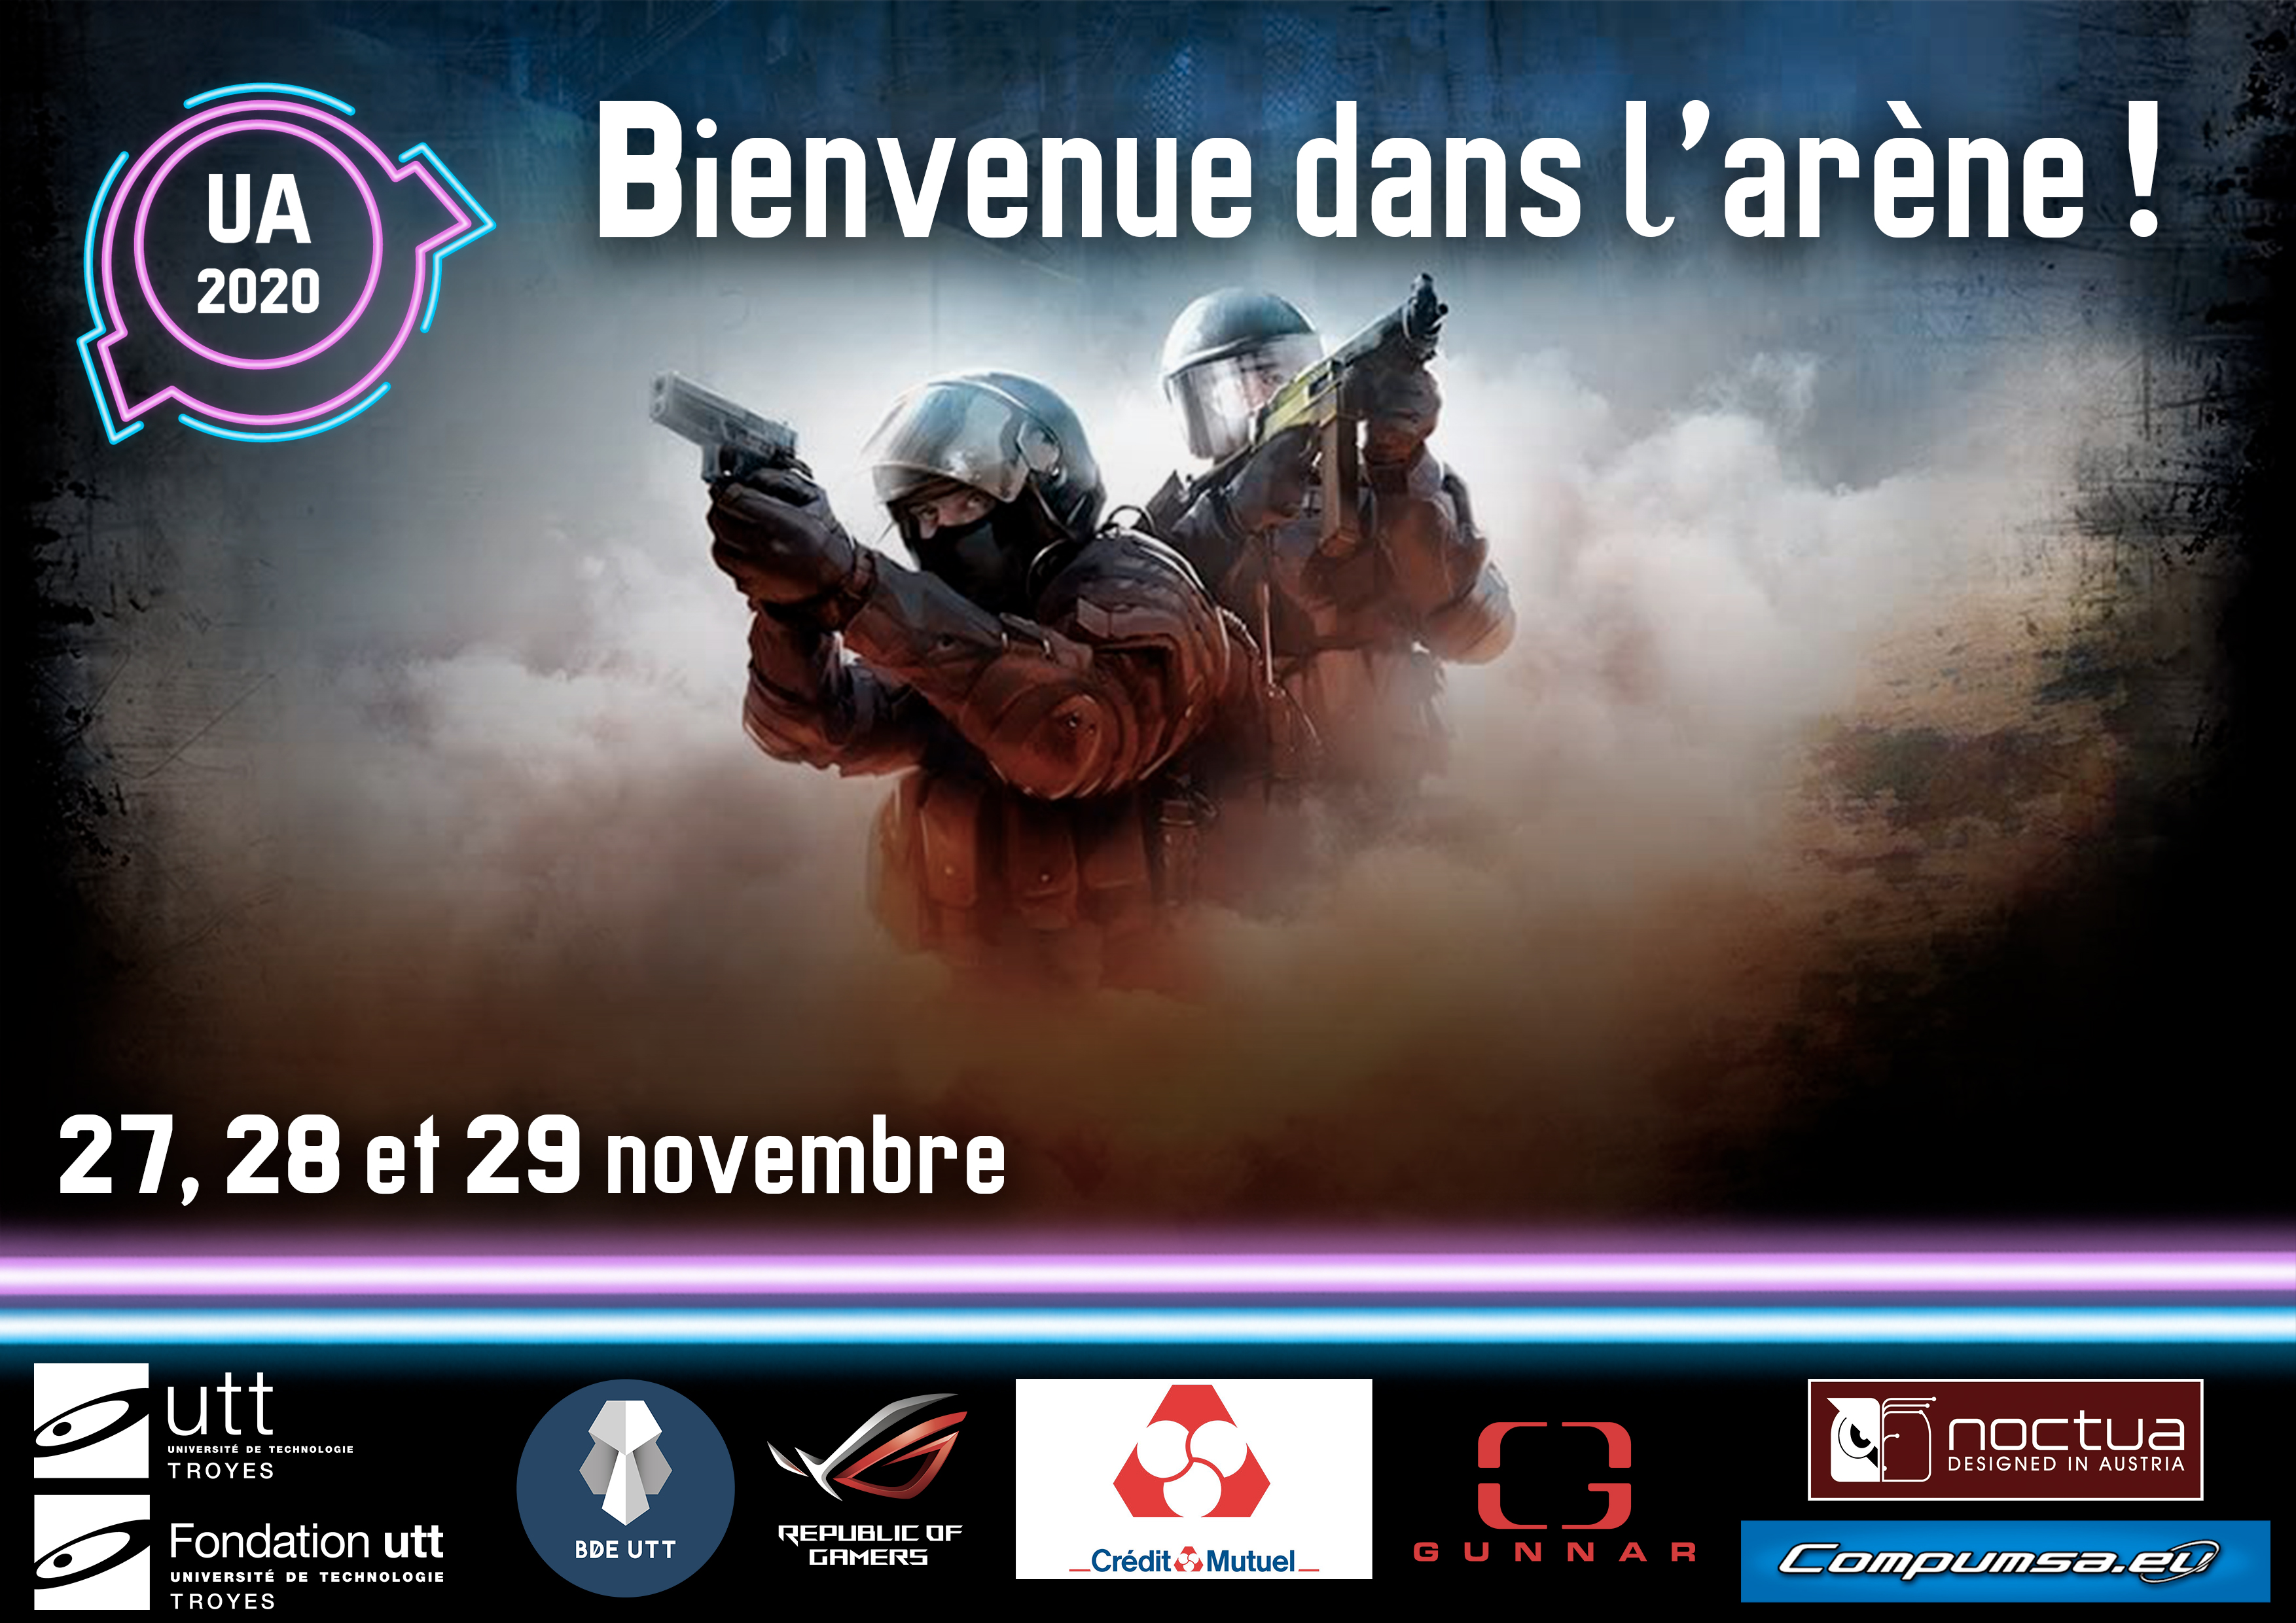 UA
2020
Bienvenue dans l'arène !
27, 28 et 29 novembre
utt
UNIVERSITÉ DE TECHNOLOGIE
TROYES
Fondation utt
UNIVERSITÉ DE TECHNOLOGIE
TROYES
BDE UTT
REPUBLIC OF
GAMERS
Crédit Mutuel
GUNNAR
noctua
DESIGNED IN AUSTRIA
Compumsa.eu